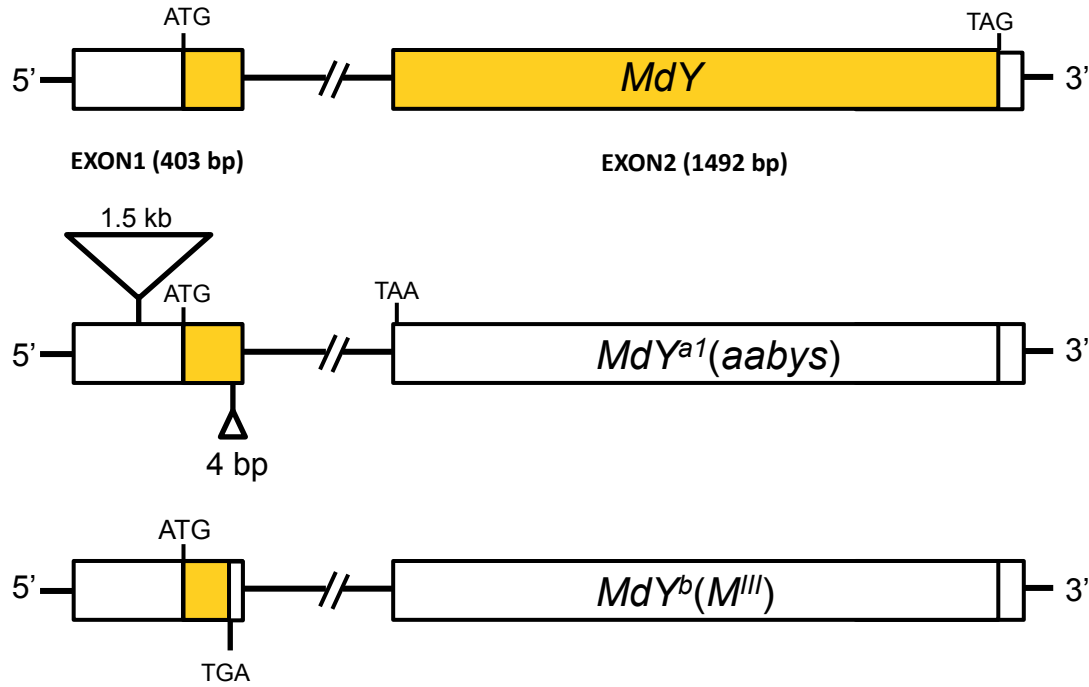 ATG
TAG
5’ MdY 3’
EXON1 (403 bp) EXON2 (1492 bp)
1.5 kb
ATG
TAA
5’ MdYᵃ¹(aabys) 3’
4 bp
ATG
5’ MdYᵇ(Mᴵᴵᴵ) 3’
TGA